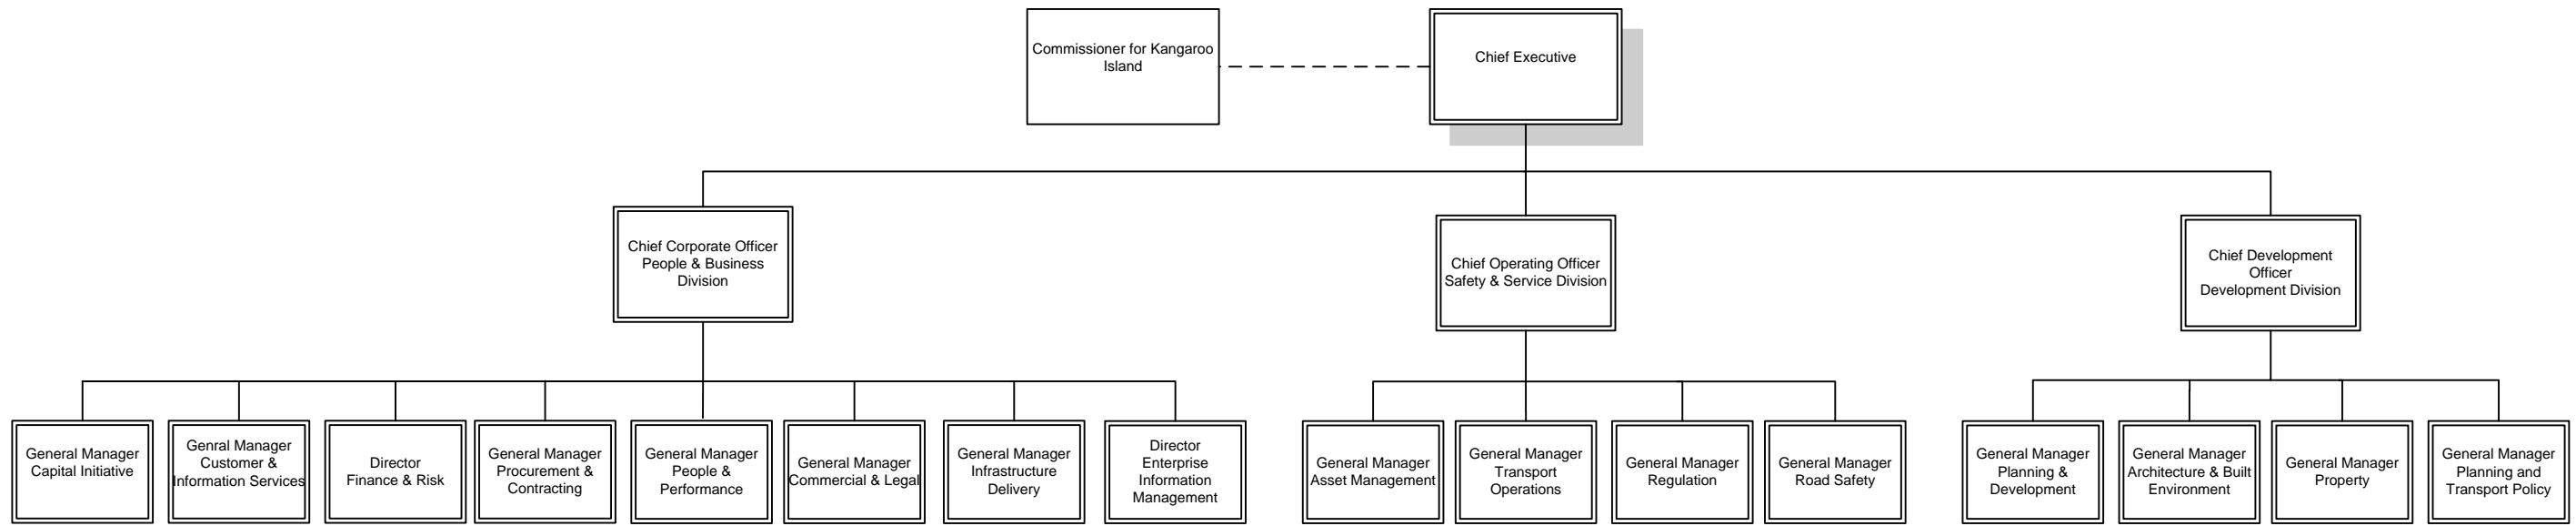 Commissioner for Kangaroo
Island
Chief Executive
Chief Corporate Officer
People & Business
Division
Chief Operating Officer
Safety & Service Division
Chief Development
Officer
Development Division
General Manager
Capital Initiative
Genral Manager
Customer &
Information Services
Director
Finance & Risk
General Manager
Procurement &
Contracting
General Manager
People &
Performance
General Manager
Commercial & Legal
General Manager
Infrastructure
Delivery
Director
Enterprise
Information
Management
General Manager
Asset Management
General Manager
Transport
Operations
General Manager
Regulation
General Manager
Road Safety
General Manager
Planning &
Development
General Manager
Architecture & Built
Environment
General Manager
Property
General Manager
Planning and
Transport Policy